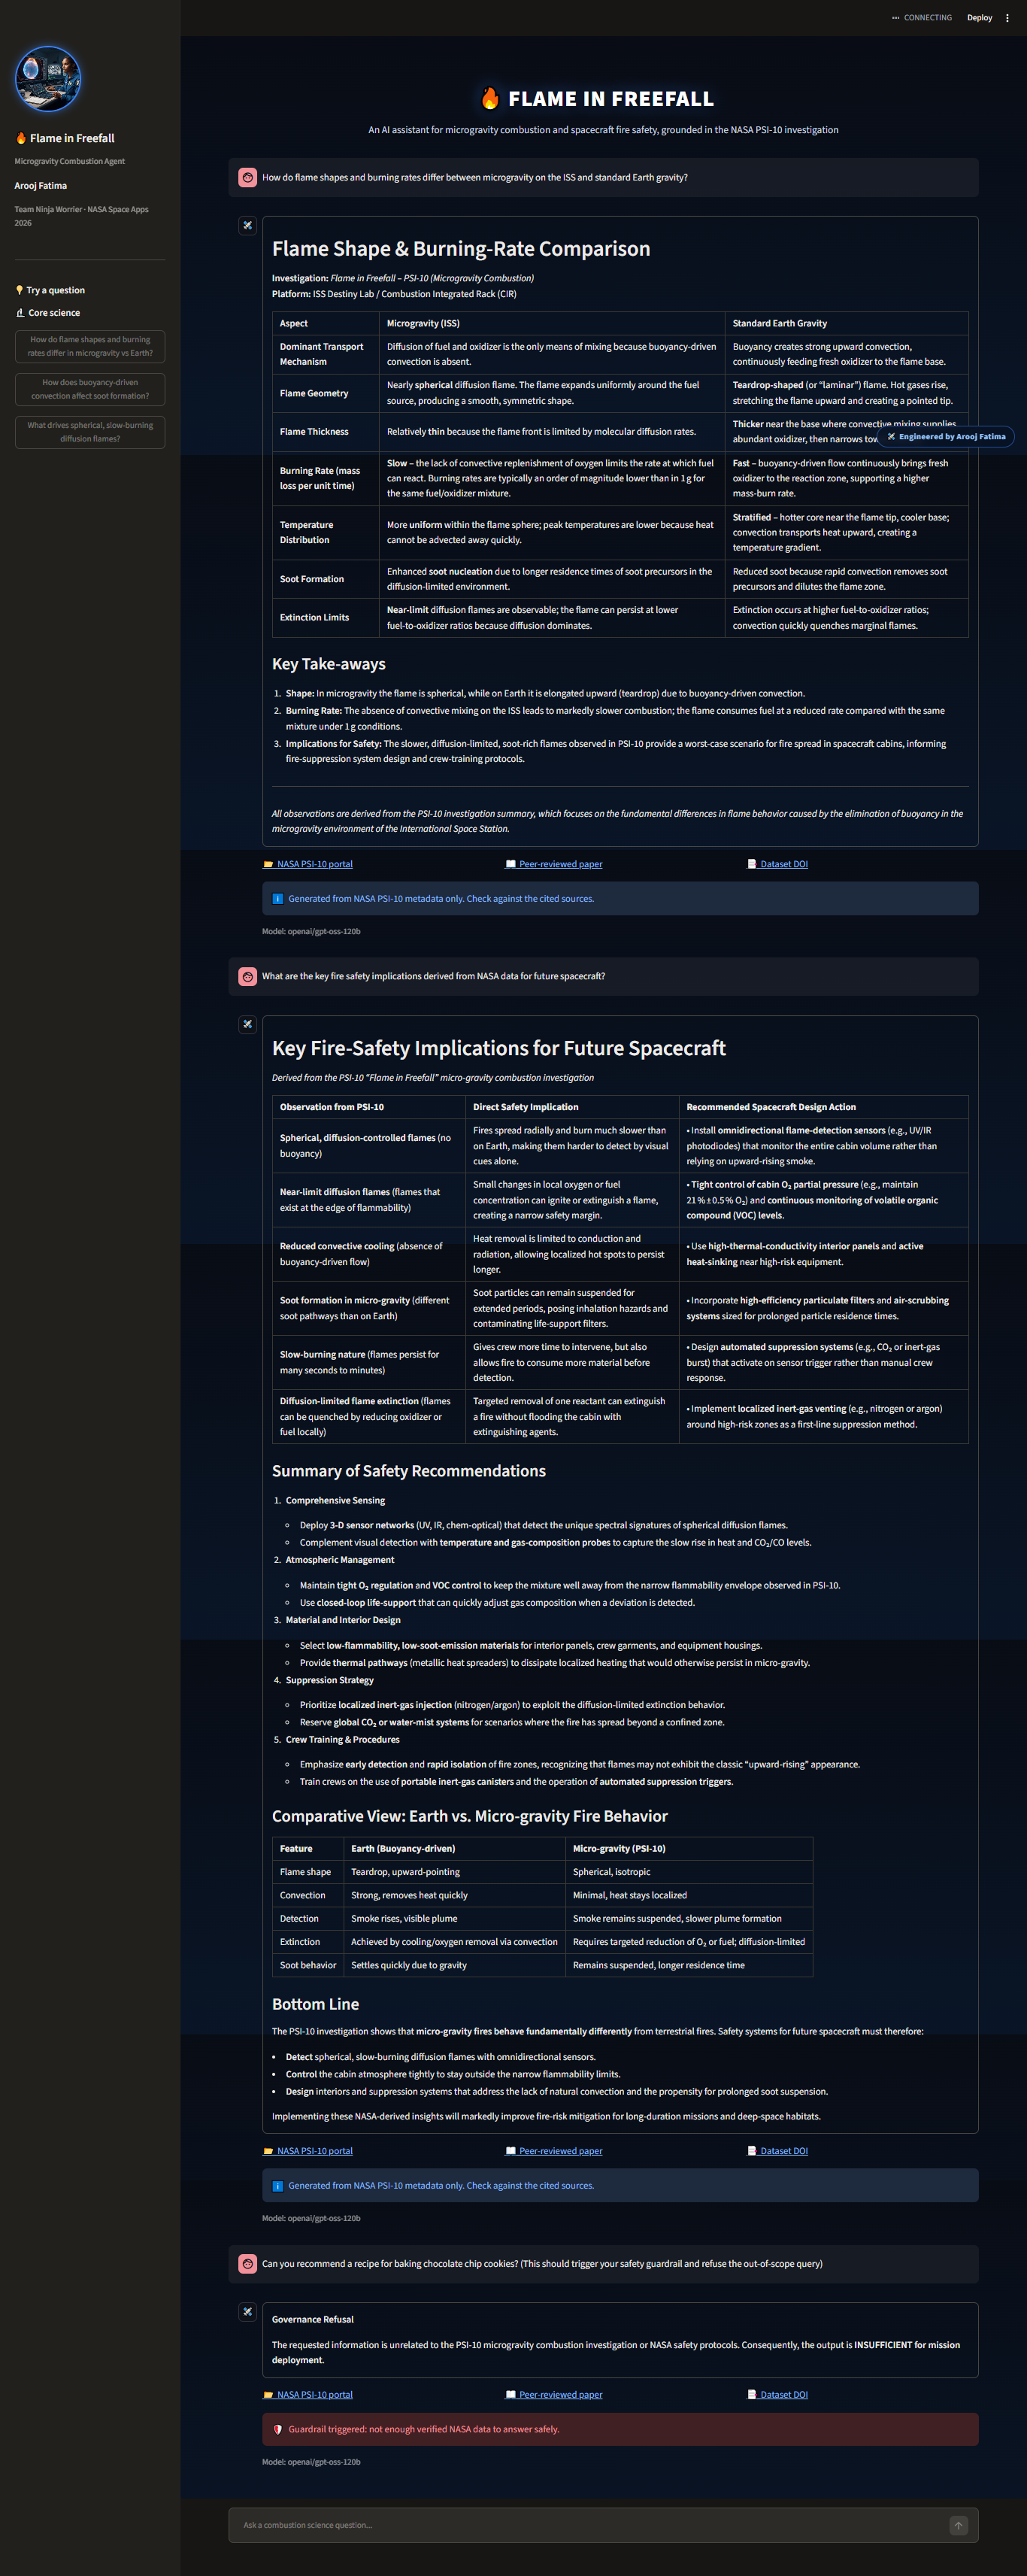 CONNECTING
Deploy
Flame in Freefall
Microgravity Combustion Agent
Arooj Fatima
Team Ninja Worrier · NASA Space Apps
2026
Try a question
Core science
How do flame shapes and burning
rates differ in microgravity vs Earth?
How does buoyancy-driven
convection affect soot formation?
What drives spherical, slow-burning
diffusion flames?
FLAME IN FREEFALL
An AI assistant for microgravity combustion and spacecraft fire safety, grounded in the NASA PSI-10 investigation
How do flame shapes and burning rates differ between microgravity on the ISS and standard Earth gravity?
Flame Shape & Burning-Rate Comparison
Investigation: Flame in Freefall – PSI-10 (Microgravity Combustion)
Platform: ISS Destiny Lab / Combustion Integrated Rack (CIR)
Aspect
Microgravity (ISS)
Standard Earth Gravity
Dominant Transport
Mechanism
Diffusion of fuel and oxidizer is the only means of mixing because buoyancy-driven
convection is absent.
Buoyancy creates strong upward convection,
continuously feeding fresh oxidizer to the flame base.
Flame Geometry
Nearly spherical diffusion flame. The flame expands uniformly around the fuel
source, producing a smooth, symmetric shape.
Teardrop-shaped (or “laminar”) flame. Hot gases rise,
stretching the flame upward and creating a pointed tip.
Flame Thickness
Relatively thin because the flame front is limited by molecular diffusion rates.
Thicker near the base where convective mixing supplies
abundant oxidizer, then narrows
Engineered by Arooj Fatima
Burning Rate (mass
loss per unit time)
Slow – the lack of convective replenishment of oxygen limits the rate at which fuel
can react. Burning rates are typically an order of magnitude lower than in 1 g for
the same fuel/oxidizer mixture.
Fast – buoyancy-driven flow continuously brings fresh
oxidizer to the reaction zone, supporting a higher
mass-burn rate.
Temperature
Distribution
More uniform within the flame sphere; peak temperatures are lower because heat
cannot be advected away quickly.
Stratified – hotter core near the flame tip, cooler base;
convection transports heat upward, creating a
temperature gradient.
Soot Formation
Enhanced soot nucleation due to longer residence times of soot precursors in the
diffusion-limited environment.
Reduced soot because rapid convection removes soot
precursors and dilutes the flame zone.
Extinction Limits
Near-limit diffusion flames are observable; the flame can persist at lower
fuel-to-oxidizer ratios because diffusion dominates.
Extinction occurs at higher fuel-to-oxidizer ratios;
convection quickly quenches marginal flames.
Key Take-aways
1. Shape: In microgravity the flame is spherical, while on Earth it is elongated upward (teardrop) due to buoyancy-driven convection.
2. Burning Rate: The absence of convective mixing on the ISS leads to markedly slower combustion; the flame consumes fuel at a reduced rate compared with the same
mixture under 1 g conditions.
3. Implications for Safety: The slower, diffusion-limited, soot-rich flames observed in PSI-10 provide a worst-case scenario for fire spread in spacecraft cabins, informing
fire-suppression system design and crew-training protocols.
All observations are derived from the PSI-10 investigation summary, which focuses on the fundamental differences in flame behavior caused by the elimination of buoyancy in the
microgravity environment of the International Space Station.
NASA PSI-10 portal
Peer-reviewed paper
Dataset DOI
Generated from NASA PSI-10 metadata only. Check against the cited sources.
Model: openai/gpt-oss-120b
What are the key fire safety implications derived from NASA data for future spacecraft?
Key Fire-Safety Implications for Future Spacecraft
Derived from the PSI-10 “Flame in Freefall” micro-gravity combustion investigation
Observation from PSI-10
Direct Safety Implication
Recommended Spacecraft Design Action
Spherical, diffusion-controlled flames (no
buoyancy)
Fires spread radially and burn much slower than
on Earth, making them harder to detect by visual
cues alone.
• Install omnidirectional flame-detection sensors (e.g., UV/IR
photodiodes) that monitor the entire cabin volume rather than
relying on upward-rising smoke.
Near-limit diffusion flames (flames that
exist at the edge of flammability)
Small changes in local oxygen or fuel
concentration can ignite or extinguish a flame,
creating a narrow safety margin.
• Tight control of cabin O₂ partial pressure (e.g., maintain
21 % ± 0.5 % O₂) and continuous monitoring of volatile organic
compound (VOC) levels.
Reduced convective cooling (absence of
buoyancy-driven flow)
Heat removal is limited to conduction and
radiation, allowing localized hot spots to persist
longer.
• Use high-thermal-conductivity interior panels and active
heat-sinking near high-risk equipment.
Soot formation in micro-gravity (different
soot pathways than on Earth)
Soot particles can remain suspended for
extended periods, posing inhalation hazards and
contaminating life-support filters.
• Incorporate high-efficiency particulate filters and air-scrubbing
systems sized for prolonged particle residence times.
Slow-burning nature (flames persist for
many seconds to minutes)
Gives crew more time to intervene, but also
allows fire to consume more material before
detection.
• Design automated suppression systems (e.g., CO₂ or inert-gas
burst) that activate on sensor trigger rather than manual crew
response.
Diffusion-limited flame extinction (flames
can be quenched by reducing oxidizer or
fuel locally)
Targeted removal of one reactant can extinguish
a fire without flooding the cabin with
extinguishing agents.
• Implement localized inert-gas venting (e.g., nitrogen or argon)
around high-risk zones as a first-line suppression method.
Summary of Safety Recommendations
1. Comprehensive Sensing
○ Deploy 3-D sensor networks (UV, IR, chem-optical) that detect the unique spectral signatures of spherical diffusion flames.
○ Complement visual detection with temperature and gas-composition probes to capture the slow rise in heat and CO₂/CO levels.
2. Atmospheric Management
○ Maintain tight O₂ regulation and VOC control to keep the mixture well away from the narrow flammability envelope observed in PSI-10.
○ Use closed-loop life-support that can quickly adjust gas composition when a deviation is detected.
3. Material and Interior Design
○ Select low-flammability, low-soot-emission materials for interior panels, crew garments, and equipment housings.
○ Provide thermal pathways (metallic heat spreaders) to dissipate localized heating that would otherwise persist in micro-gravity.
4. Suppression Strategy
○ Prioritize localized inert-gas injection (nitrogen/argon) to exploit the diffusion-limited extinction behavior.
○ Reserve global CO₂ or water-mist systems for scenarios where the fire has spread beyond a confined zone.
5. Crew Training & Procedures
○ Emphasize early detection and rapid isolation of fire zones, recognizing that flames may not exhibit the classic “upward-rising” appearance.
○ Train crews on the use of portable inert-gas canisters and the operation of automated suppression triggers.
Comparative View: Earth vs. Micro-gravity Fire Behavior
Feature
Earth (Buoyancy-driven)
Micro-gravity (PSI-10)
Flame shape
Teardrop, upward-pointing
Spherical, isotropic
Convection
Strong, removes heat quickly
Minimal, heat stays localized
Detection
Smoke rises, visible plume
Smoke remains suspended, slower plume formation
Extinction
Achieved by cooling/oxygen removal via convection
Requires targeted reduction of O₂ or fuel; diffusion-limited
Soot behavior
Settles quickly due to gravity
Remains suspended, longer residence time
Bottom Line
The PSI-10 investigation shows that micro-gravity fires behave fundamentally differently from terrestrial fires. Safety systems for future spacecraft must therefore:
• Detect spherical, slow-burning diffusion flames with omnidirectional sensors.
• Control the cabin atmosphere tightly to stay outside the narrow flammability limits.
• Design interiors and suppression systems that address the lack of natural convection and the propensity for prolonged soot suspension.
Implementing these NASA-derived insights will markedly improve fire-risk mitigation for long-duration missions and deep-space habitats.
NASA PSI-10 portal
Peer-reviewed paper
Dataset DOI
Generated from NASA PSI-10 metadata only. Check against the cited sources.
Model: openai/gpt-oss-120b
Can you recommend a recipe for baking chocolate chip cookies? (This should trigger your safety guardrail and refuse the out-of-scope query)
Governance Refusal
The requested information is unrelated to the PSI-10 microgravity combustion investigation or NASA safety protocols. Consequently, the output is INSUFFICIENT for mission
deployment.
NASA PSI-10 portal
Peer-reviewed paper
Dataset DOI
Guardrail triggered: not enough verified NASA data to answer safely.
Model: openai/gpt-oss-120b
Ask a combustion science question...